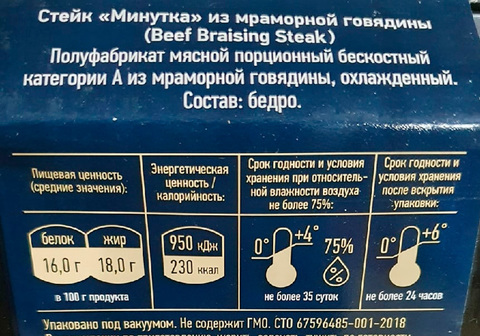 Стейк «Минутка» из мраморной говядины
(Beef Braising Steak)
Полуфабрикат мясной порционный бескостный
категории А из мраморной говядины, охлажденный.
Состав: бедро.
Пищевая ценность
(средние значения):
белок жир
16,0 г 18,0 г
в 100 г продукта
Энергетическая
ценность /
калорийность:
950 кДж
230 ккал
Срок годности и условия
хранения при относитель-
ной влажности воздуха
не более 75%:
0° +4° 75%
не более 35 суток
Срок годности и
условия хранения
после вскрытия
упаковки:
0° +6°
не более 24 часов
Упаковано под вакуумом. Не содержит ГМО. СТО 67596485-001-2018